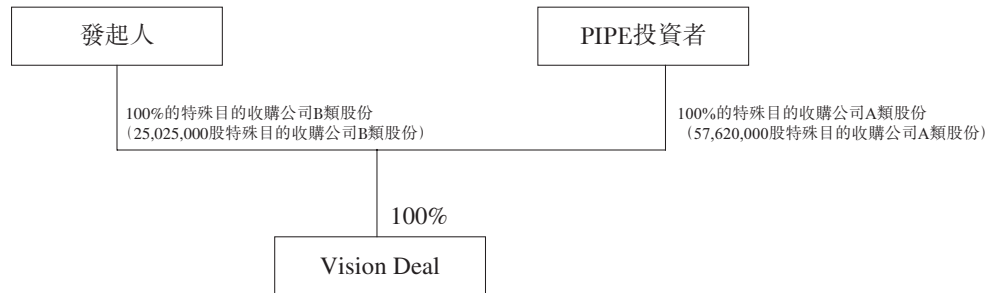 發起人
PIPE投資者
100%的特殊目的收購公司B類股份
（25,025,000股特殊目的收購公司B類股份）
100%的特殊目的收購公司A類股份
（57,620,000股特殊目的收購公司A類股份）
100%
Vision Deal